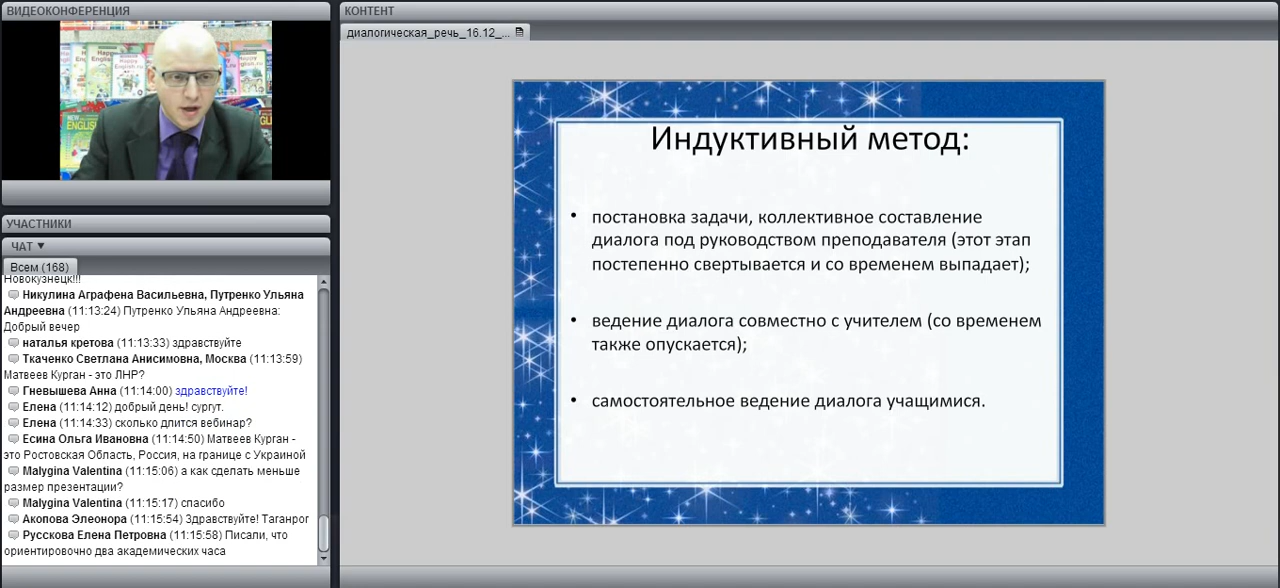 ВИДЕОКОНФЕРЕНЦИЯ
NEW
ENGLISH
Happy
English.ru
УЧАСТНИКИ
ЧАТ ▼
Всем (168)
Новокузнецк!!!
Никулина Аграфена Васильевна, Путренко Ульяна
Андреевна (11:13:24) Путренко Ульяна Андреевна:
Добрый вечер
наталья кретова (11:13:33) здравствуйте
Ткаченко Светлана Анисимовна, Москва (11:13:59)
Матвеев Курган - это ЛНР?
Гневышева Анна (11:14:00) здравствуйте!
Елена (11:14:12) добрый день! сургут.
Елена (11:14:33) сколько длится вебинар?
Есина Ольга Ивановна (11:14:50) Матвеев Курган -
это Ростовская Область, Россия, на границе с Украиной
Malygina Valentina (11:15:06) а как сделать меньше
размер презентации?
Malygina Valentina (11:15:17) спасибо
Акопова Элеонора (11:15:54) Здравствуйте! Таганрог
Русскова Елена Петровна (11:15:58) Писали, что
ориентировочно два академических часа
КОНТЕНТ
диалогическая_речь_16.12_...
Индуктивный метод:
• постановка задачи, коллективное составление
диалога под руководством преподавателя (этот этап
постепенно свертывается и со временем выпадает);
• ведение диалога совместно с учителем (со временем
также опускается);
• самостоятельное ведение диалога учащимися.